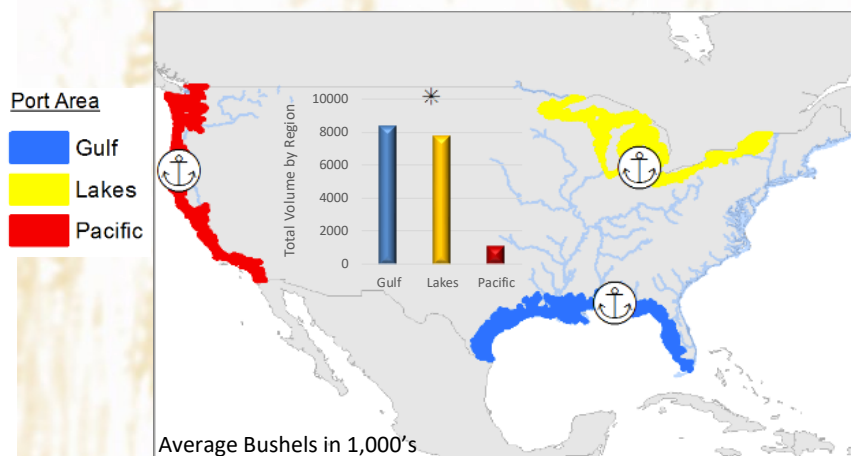 Port Area
Gulf
Lakes
Pacific
Total Volume by Region
10000
8000
6000
4000
2000
0
Gulf
Lakes
Pacific
*
Average Bushels in 1,000’s